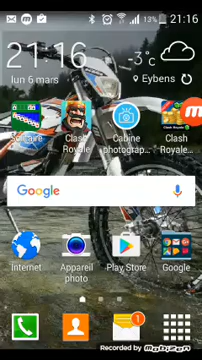 13% 21:16
21:16
lun 6 mars
-3°C
Eybens
Solitaire
Clash Royale
Cabine photograp...
Clash Royale...
Google
Internet
Appareil photo
Play Store
Google
1
Recorded by Mobizen